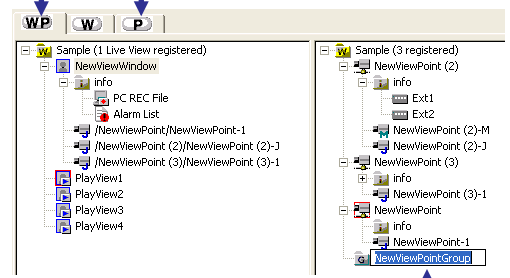 WP W P
Sample (1 Live View registered)
NewViewWindow
info
PC REC File
Alarm List
/NewViewPoint/NewViewPoint-1
/NewViewPoint (2)/NewViewPoint (2)-J
/NewViewPoint (3)/NewViewPoint (3)-1
PlayView1
PlayView2
PlayView3
PlayView4
Sample (3 registered)
NewViewPoint (2)
info
Ext1
Ext2
NewViewPoint (2)-M
NewViewPoint (2)-J
NewViewPoint (3)
info
NewViewPoint (3)-1
NewViewPoint
info
NewViewPoint-1
NewViewPointGroup